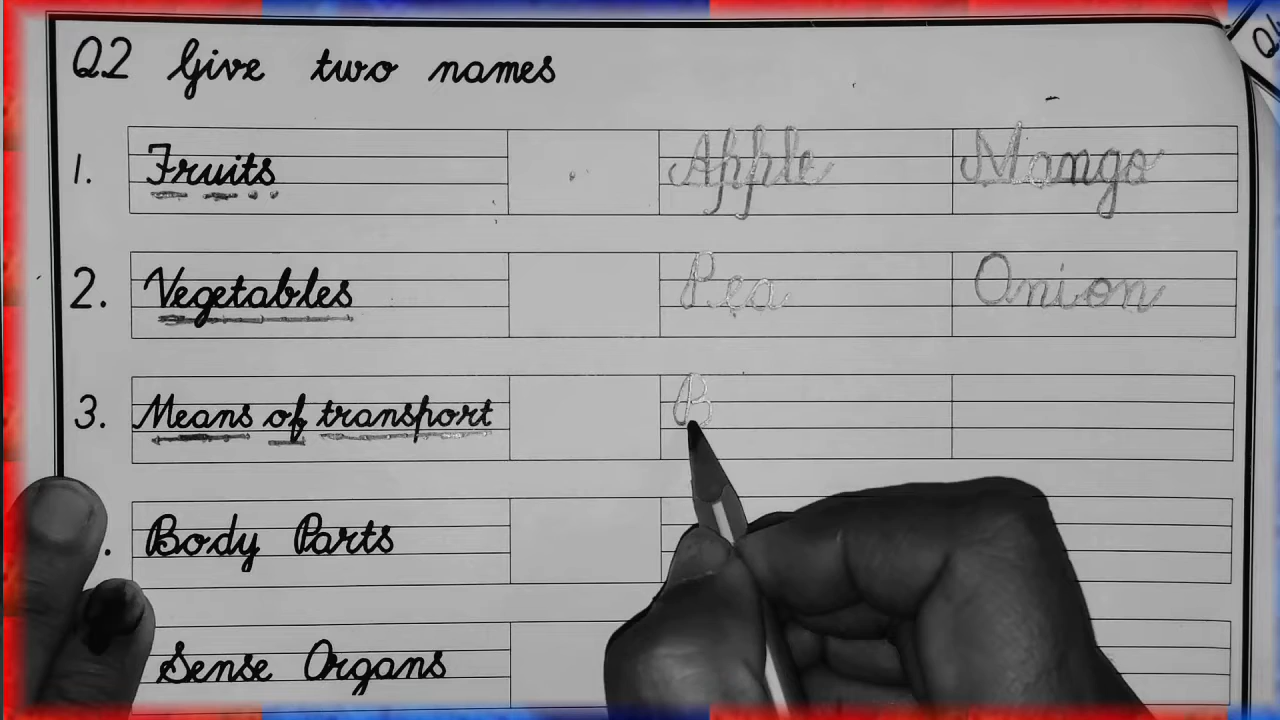 Q2 Give two names
1. Fruits Apple Mango
2. Vegetables Pea Onion
3. Means of transport B
. Body Parts
Sense Organs